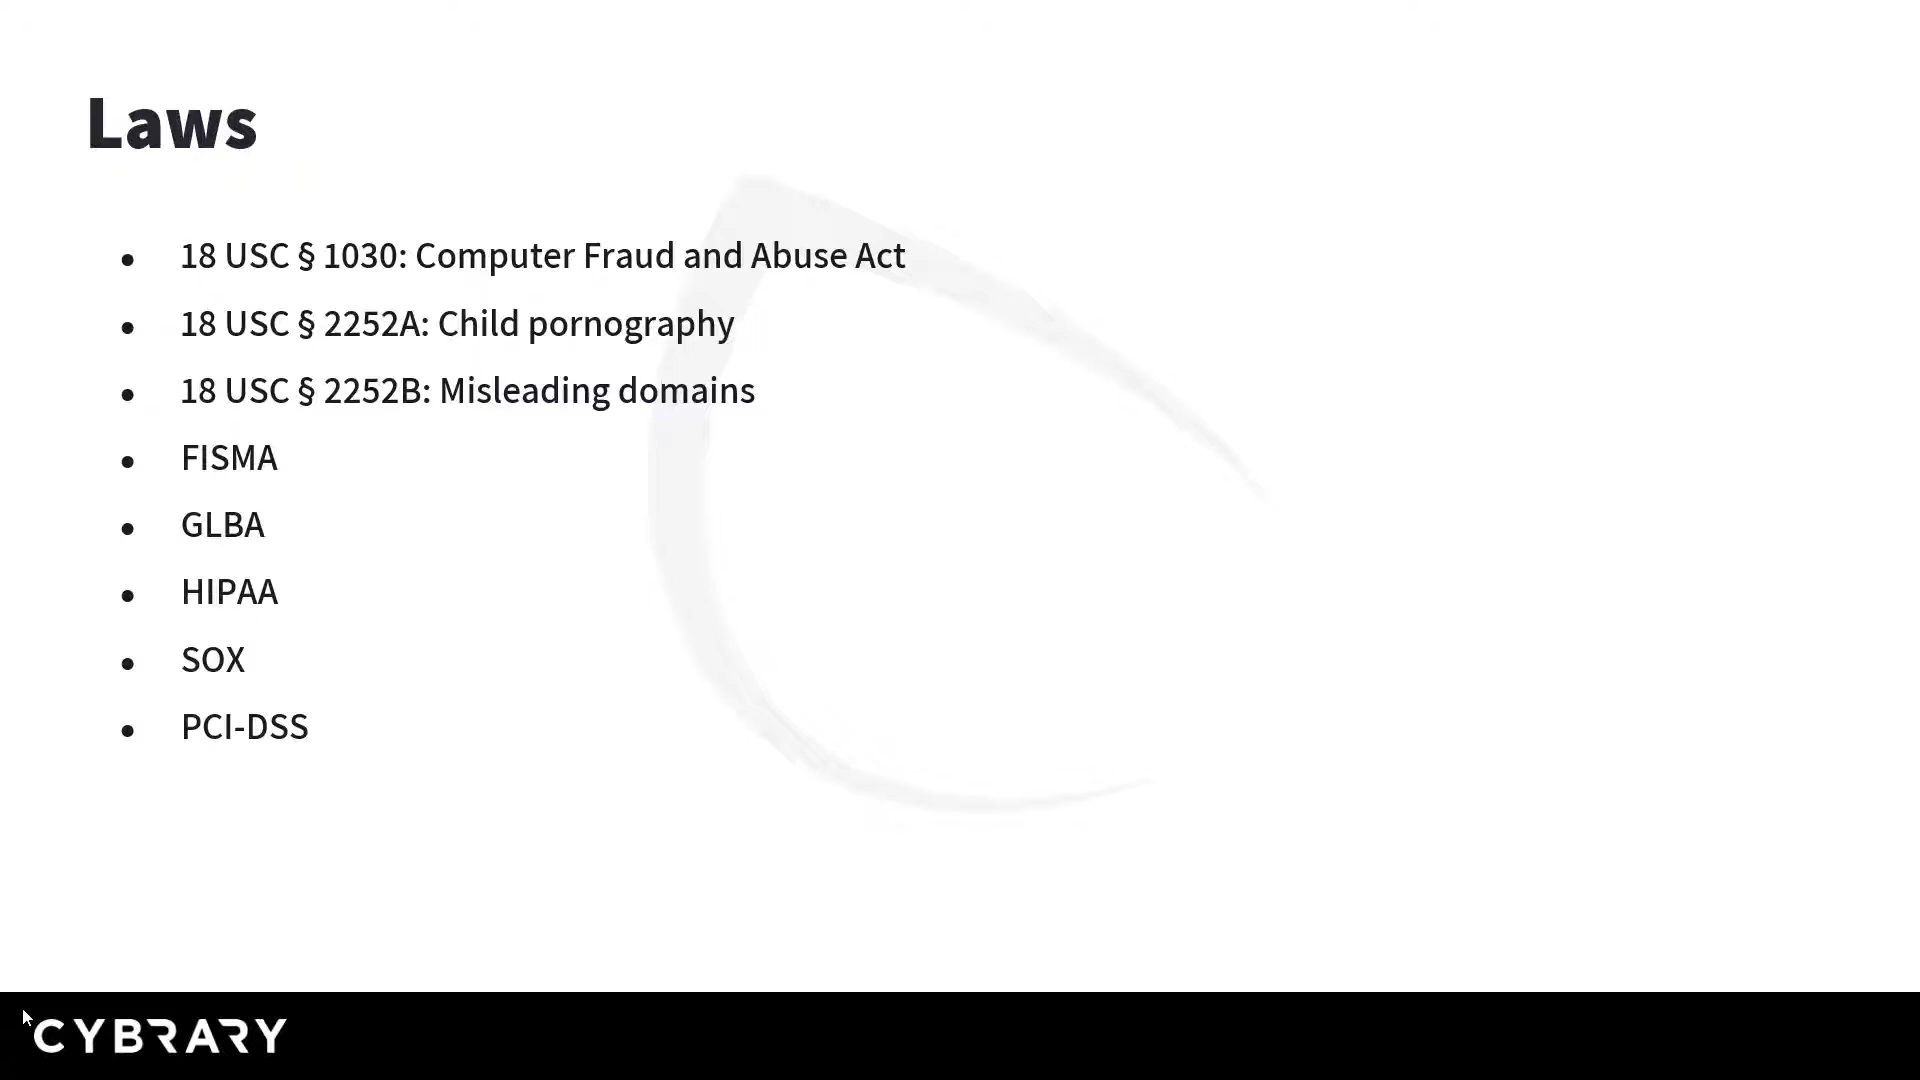 Laws
• 18 USC § 1030: Computer Fraud and Abuse Act
• 18 USC § 2252A: Child pornography
• 18 USC § 2252B: Misleading domains
• FISMA
• GLBA
• HIPAA
• SOX
• PCI-DSS
CYBRARY